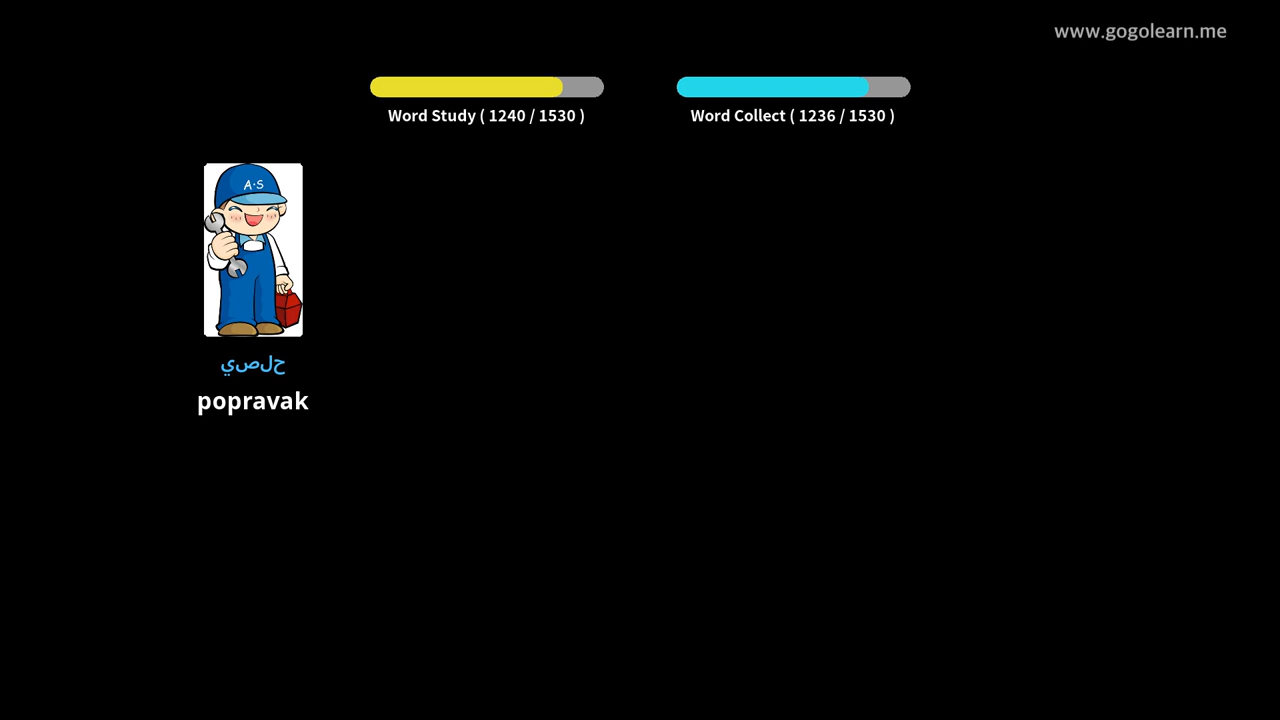 www.gogolearn.me
Word Study ( 1240 / 1530 )
Word Collect ( 1236 / 1530 )
A·S
حلصي
popravak